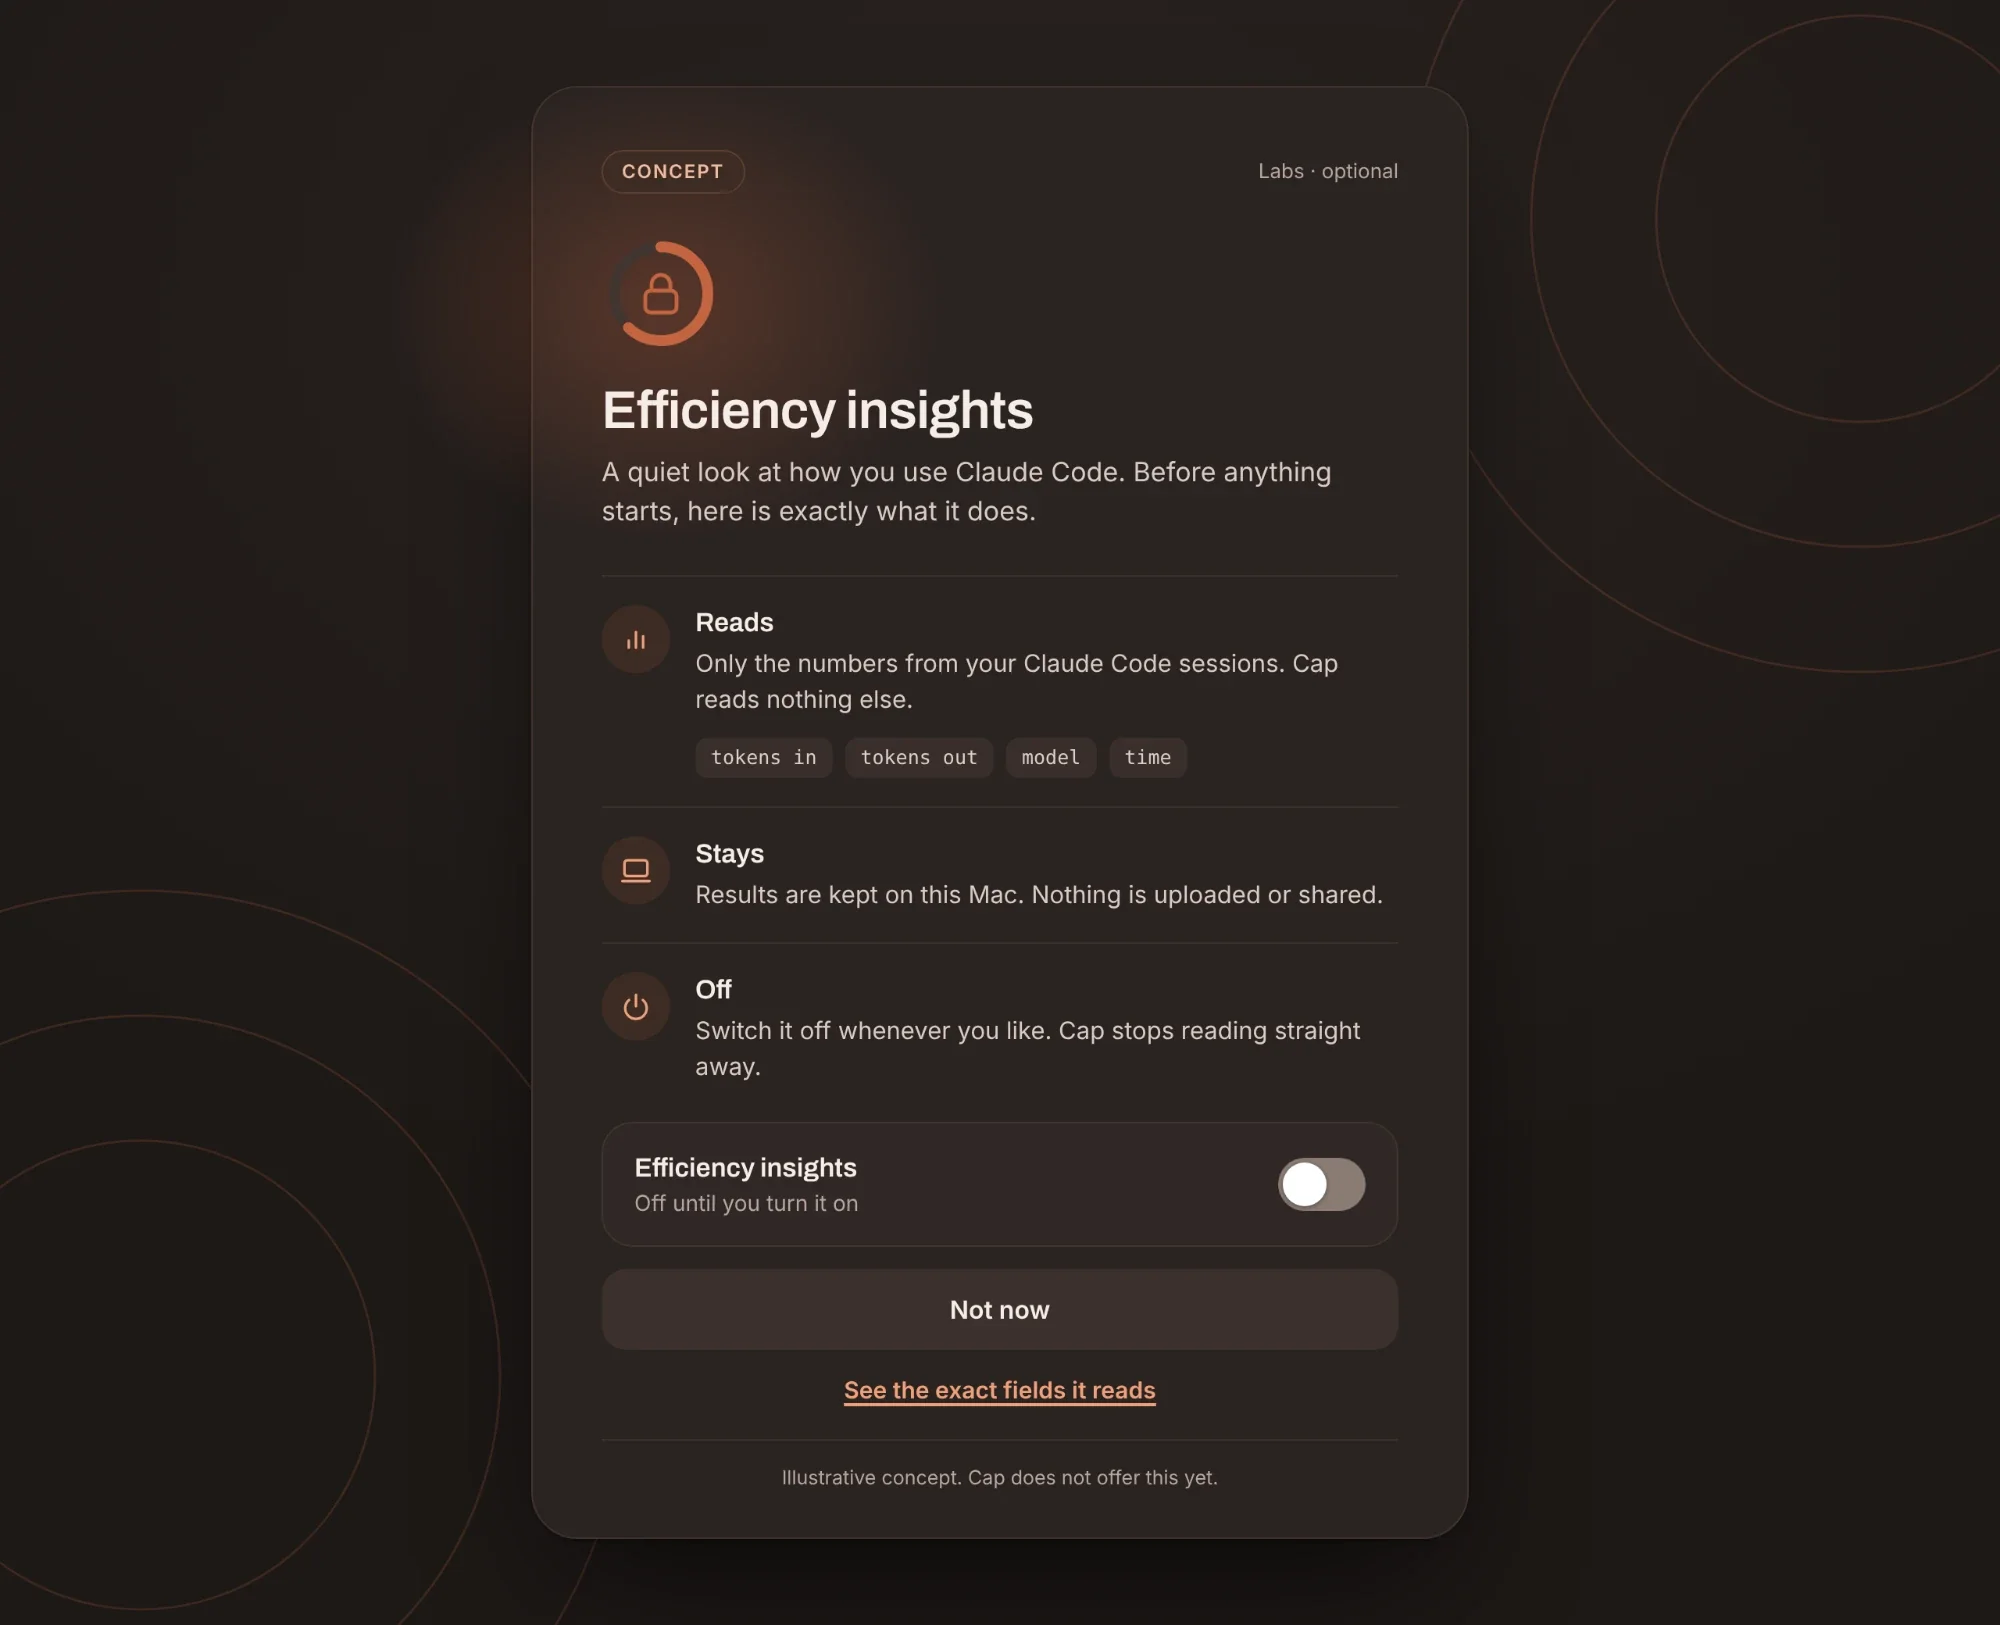 CONCEPT
Labs · optional
Efficiency insights
A quiet look at how you use Claude Code. Before anything
starts, here is exactly what it does.
Reads
Only the numbers from your Claude Code sessions. Cap
reads nothing else.
tokens in tokens out model time
Stays
Results are kept on this Mac. Nothing is uploaded or shared.
Off
Switch it off whenever you like. Cap stops reading straight
away.
Efficiency insights
Off until you turn it on
Not now
See the exact fields it reads
Illustrative concept. Cap does not offer this yet.